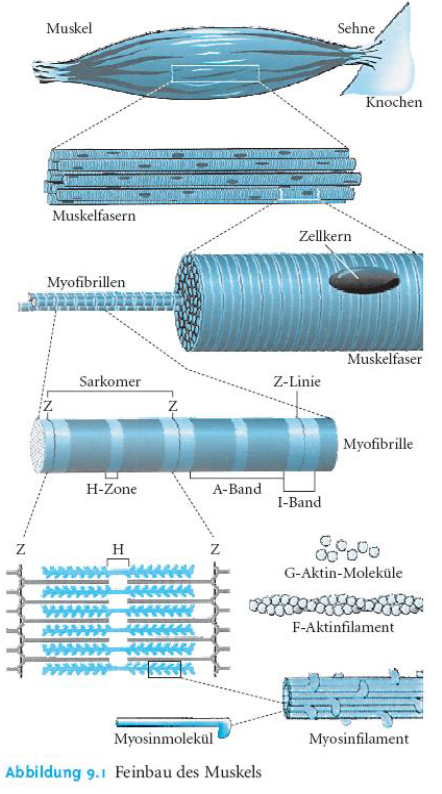 Muskel
Sehne
Knochen
Muskelfasern
Zellkern
Myofibrillen
Muskelfaser
Sarkomer
Z-Linie
Z
Z
Myofibrille
H-Zone
A-Band
I-Band
Z
H
Z
G-Aktin-Moleküle
F-Aktinfilament
Myosinmolekül
Myosinfilament
Abbildung 9.1 Feinbau des Muskels